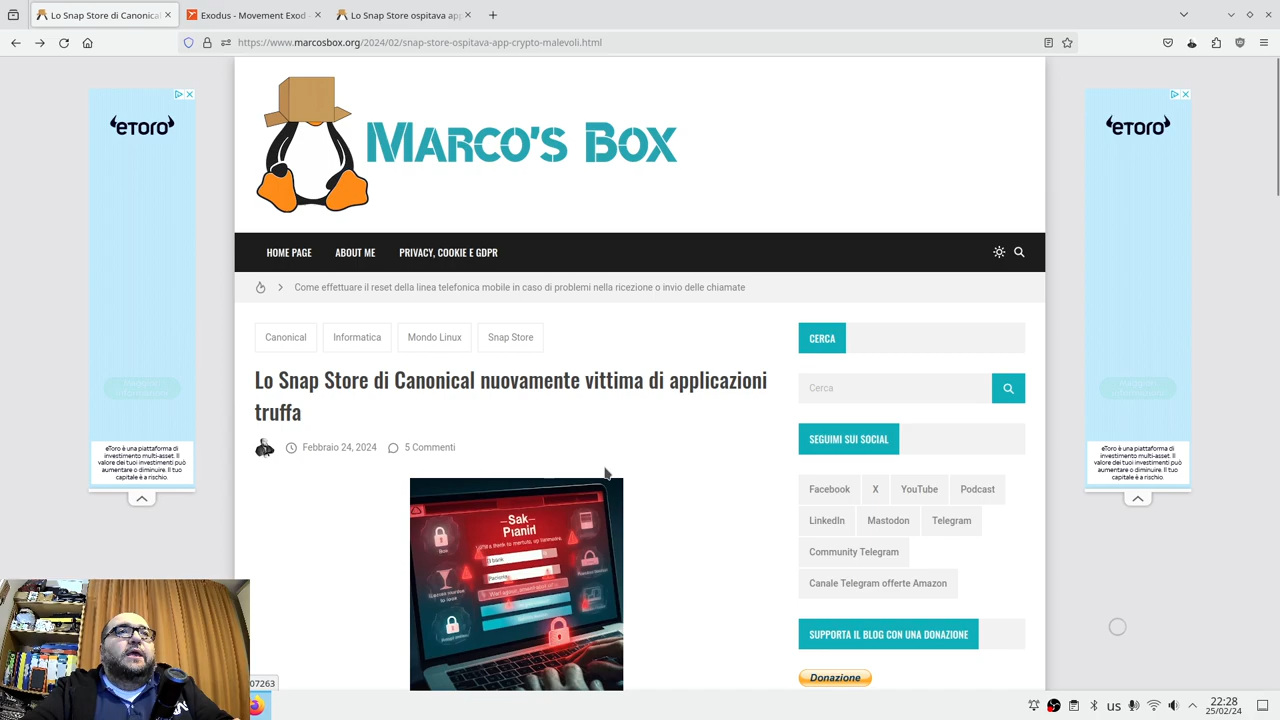 Lo Snap Store di Canonical
Exodus - Movement Exod
Lo Snap Store ospitava app
https://www.marcosbox.org/2024/02/snap-store-ospitava-app-crypto-malevoli.html
eToro
eToro è una piattaforma di
investimento multi-asset. Il
valore dei tuoi investimenti può
aumentare o diminuire. Il tuo
capitale è a rischio.
MARCO'S BOX
eToro
eToro è una piattaforma di
investimento multi-asset. Il
valore dei tuoi investimenti può
aumentare o diminuire. Il tuo
capitale è a rischio.
HOME PAGE ABOUT ME PRIVACY, COOKIE E GDPR
Come effettuare il reset della linea telefonica mobile in caso di problemi nella ricezione o invio delle chiamate
Canonical Informatica Mondo Linux Snap Store
Lo Snap Store di Canonical nuovamente vittima di applicazioni
truffa
Febbraio 24, 2024 5 Commenti
Sak
Pianin
CERCA
Cerca
SEGUIMI SUI SOCIAL
Facebook X YouTube Podcast
LinkedIn Mastodon Telegram
Community Telegram
Canale Telegram offerte Amazon
SUPPORTA IL BLOG CON UNA DONAZIONE
Donazione
07263
us
22:28
25/02/24